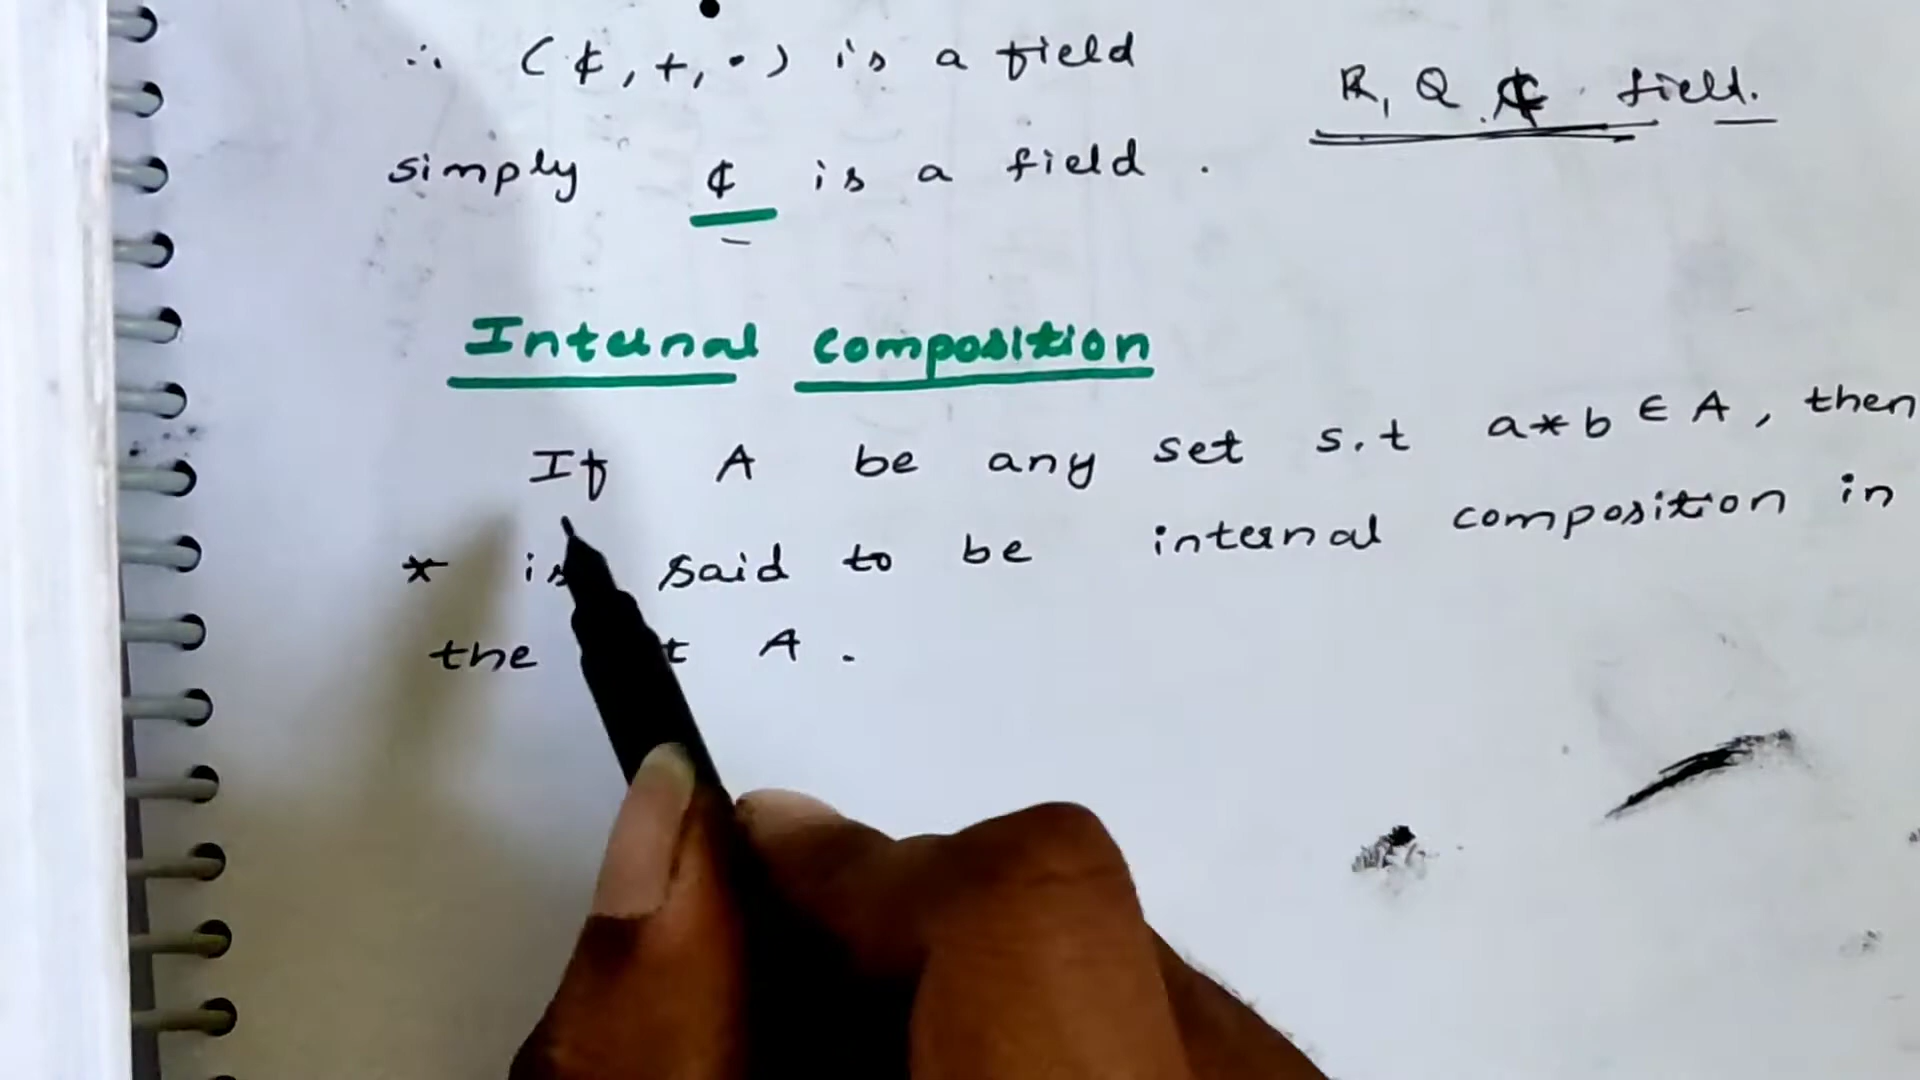 ∴ (₵, +, •) is a field
R, Q, ₵ field.
simply ₵ is a field.
Internal composition
If A be any set s.t a*b ∈ A, then
* is said to be internal composition in
the A.